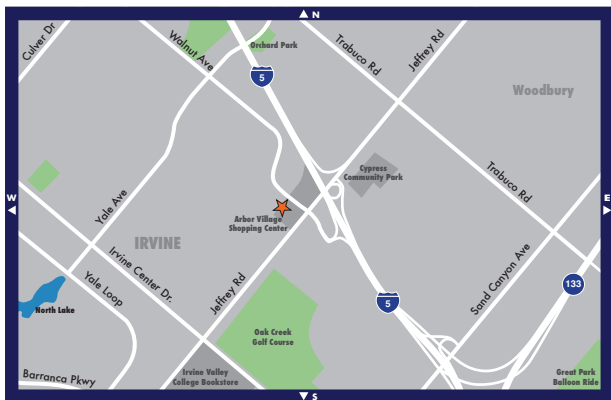 N
Culver Dr
Walnut Ave
Orchard Park
Trabuco Rd
Jeffrey Rd
5
Woodbury
Cypress
Community Park
Trabuco Rd
W
E
Yale Ave
Arbor Village
Shopping Center
IRVINE
Irvine Center Dr.
Jeffrey Rd
Sand Canyon Ave
Yale Loop
North Lake
133
5
Oak Creek
Golf Course
Barranca Pkwy
Irvine Valley
College Bookstore
Great Park
Balloon Ride
S